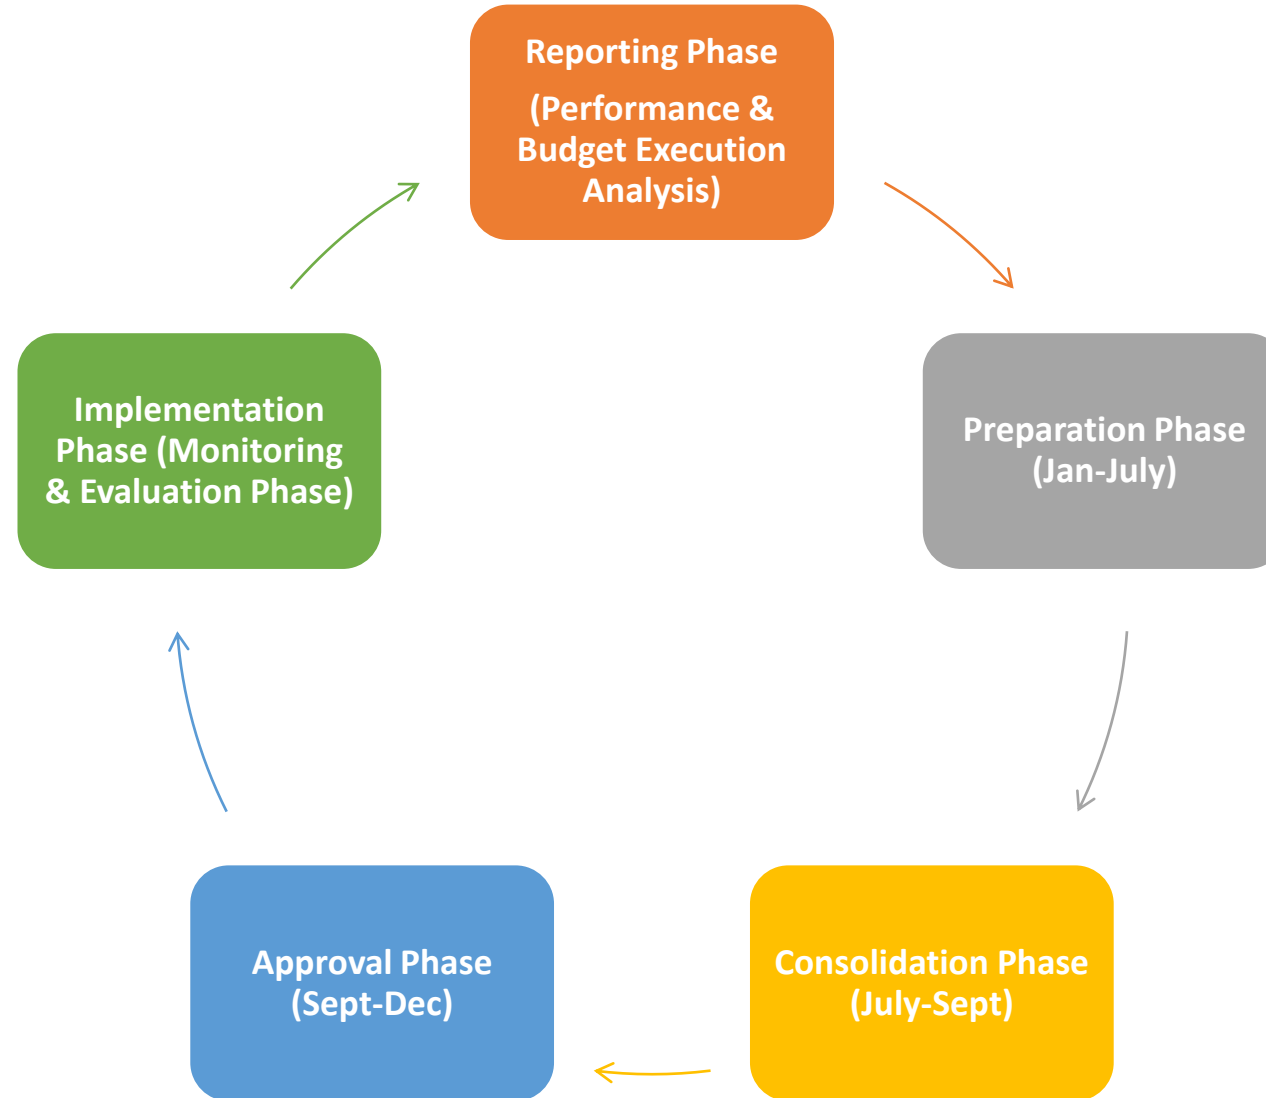 Reporting Phase
(Performance &
Budget Execution
Analysis)
Preparation Phase
(Jan-July)
Consolidation Phase
(July-Sept)
Approval Phase
(Sept-Dec)
Implementation
Phase (Monitoring
& Evaluation Phase)